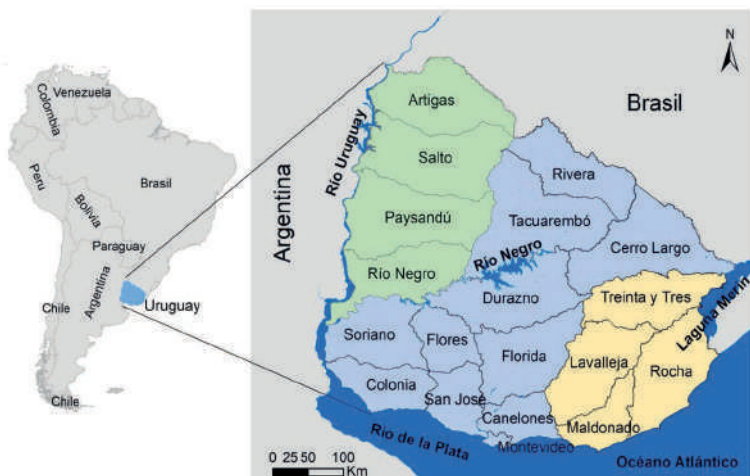 Venezuela
Colombia
Perú
Brasil
Bolivia
Paraguay
Chile
Argentina
Uruguay
Chile
N
Brasil
Argentina
Río Uruguay
Artigas
Salto
Paysandú
Río Negro
Rivera
Tacuarembó
Cerro Largo
Río Negro
Durazno
Treinta y Tres
Laguna Merin
Soriano
Flores
Florida
Lavalleja
Rocha
Colonia
San José
Canelones
Maldonado
Montevideo
Río de la Plata
Océano Atlántico
0 25 50 100
Km